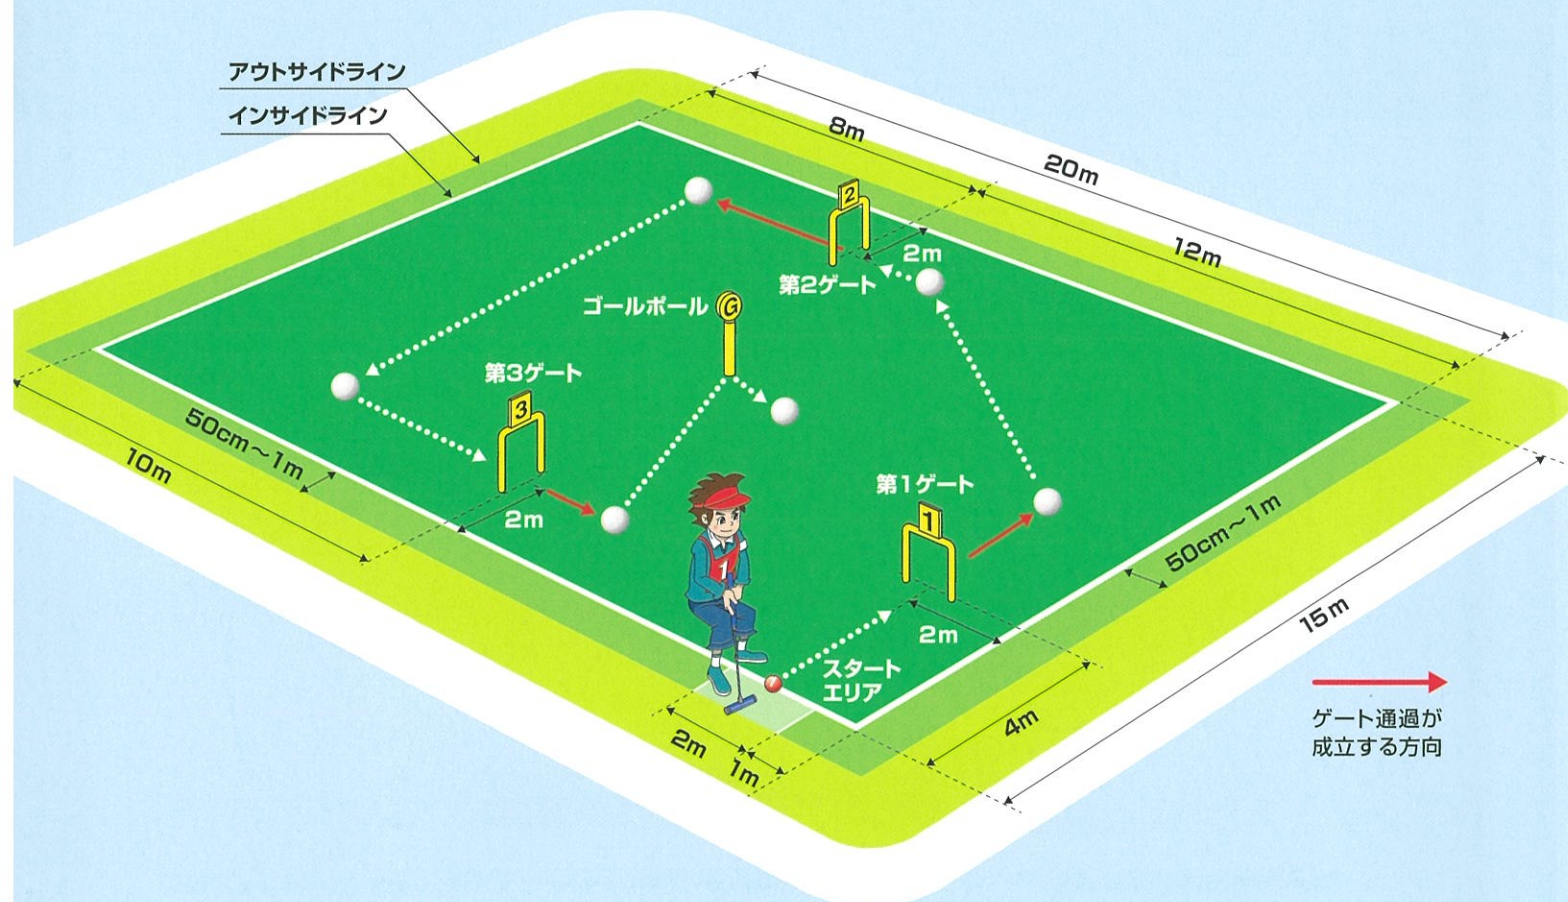 アウトサイドライン
インサイドライン
8m
20m
12m
2
2m
第2ゲート
ゴールポール
G
第3ゲート
3
50cm～1m
10m
2m
第1ゲート
1
1
50cm～1m
2m
15m
スタート
エリア
4m
2m
1m
ゲート通過が
成立する方向